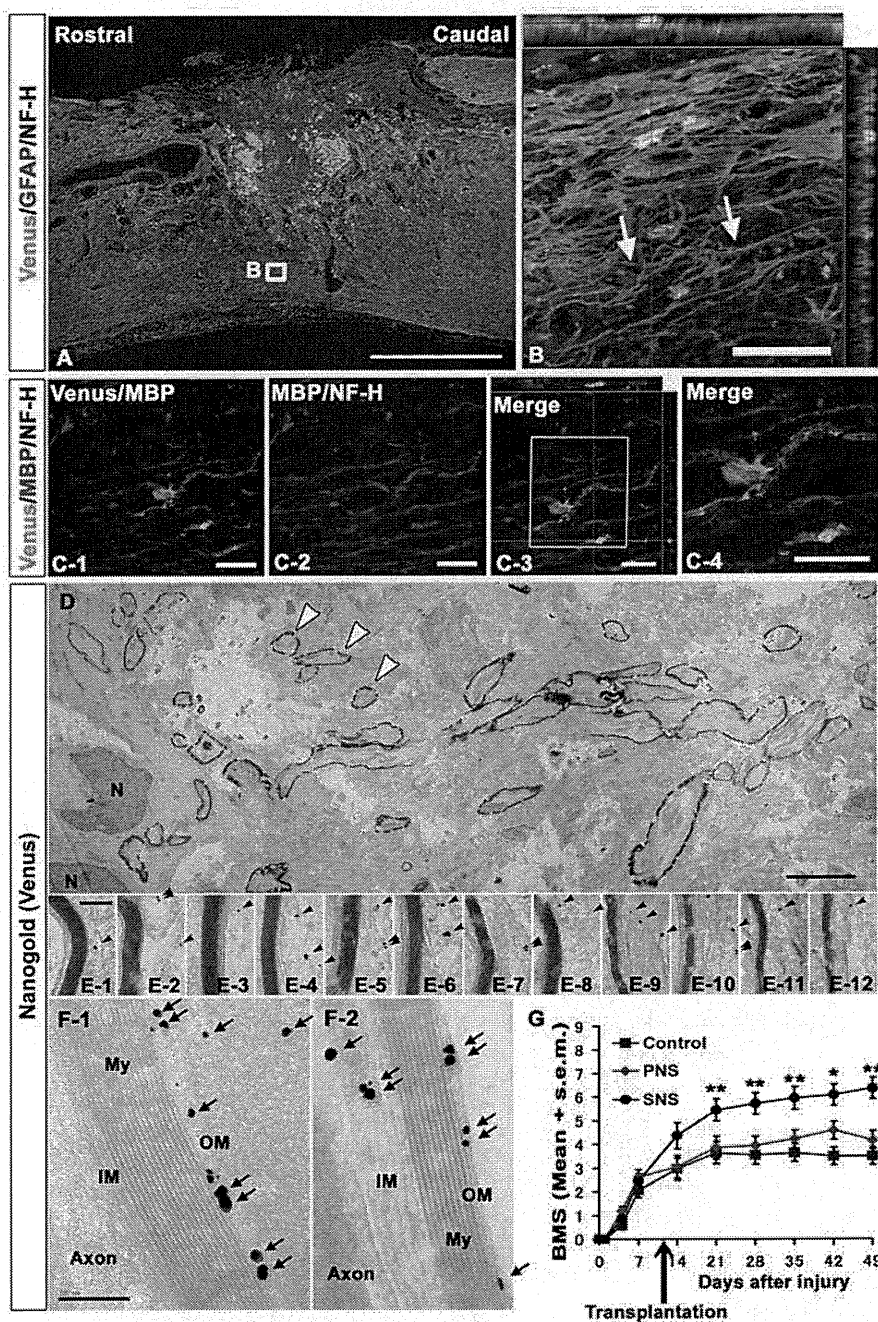 Venus/GFAP/NF-H
Rostral
Caudal
B
A
B
Venus/MBP/NF-H
Venus/MBP
MBP/NF-H
Merge
Merge
C-1
C-2
C-3
C-4
Nanogold (Venus)
D
N
N
E-1
E-2
E-3
E-4
E-5
E-6
E-7
E-8
E-9
E-10
E-11
E-12
F-1
My
OM
IM
Axon
F-2
IM
OM
My
Axon
G
Control
PNS
SNS
** ** ** * **
BMS (Mean + s.e.m.)
9
8
7
6
5
4
3
2
1
0
0 7 14 21 28 35 42 49
Days after injury
Transplantation